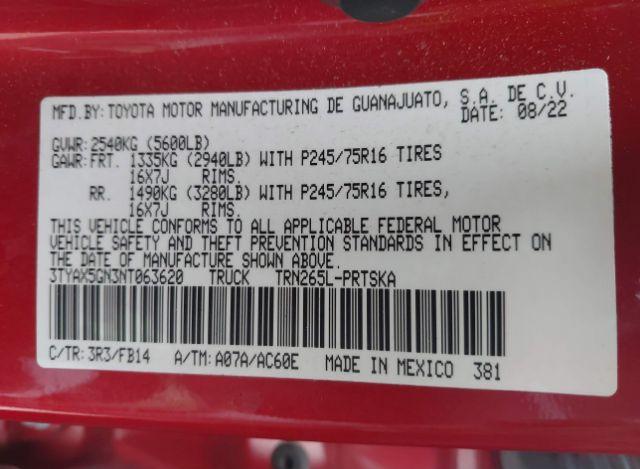 MFD.BY:TOYOTA MOTOR MANUFACTURING DE GUANAJUATO, S.A. DE C.V.
DATE: 08/22
GVWR:2540KG (5600LB)
GAWR:FRT. 1335KG (2940LB) WITH P245/75R16 TIRES
16X7J RIMS.
RR. 1490KG (3280LB) WITH P245/75R16 TIRES,
16X7J RIMS.
THIS VEHICLE CONFORMS TO ALL APPLICABLE FEDERAL MOTOR
VEHICLE SAFETY AND THEFT PREVENTION STANDARDS IN EFFECT ON
THE DATE OF MANUFACTURE SHOWN ABOVE.
3TYAX5GN3NT063620 TRUCK TRN265L-PRTSKA
C/TR:3R3/FB14 A/TM:A07A/AC60E MADE IN MEXICO 381